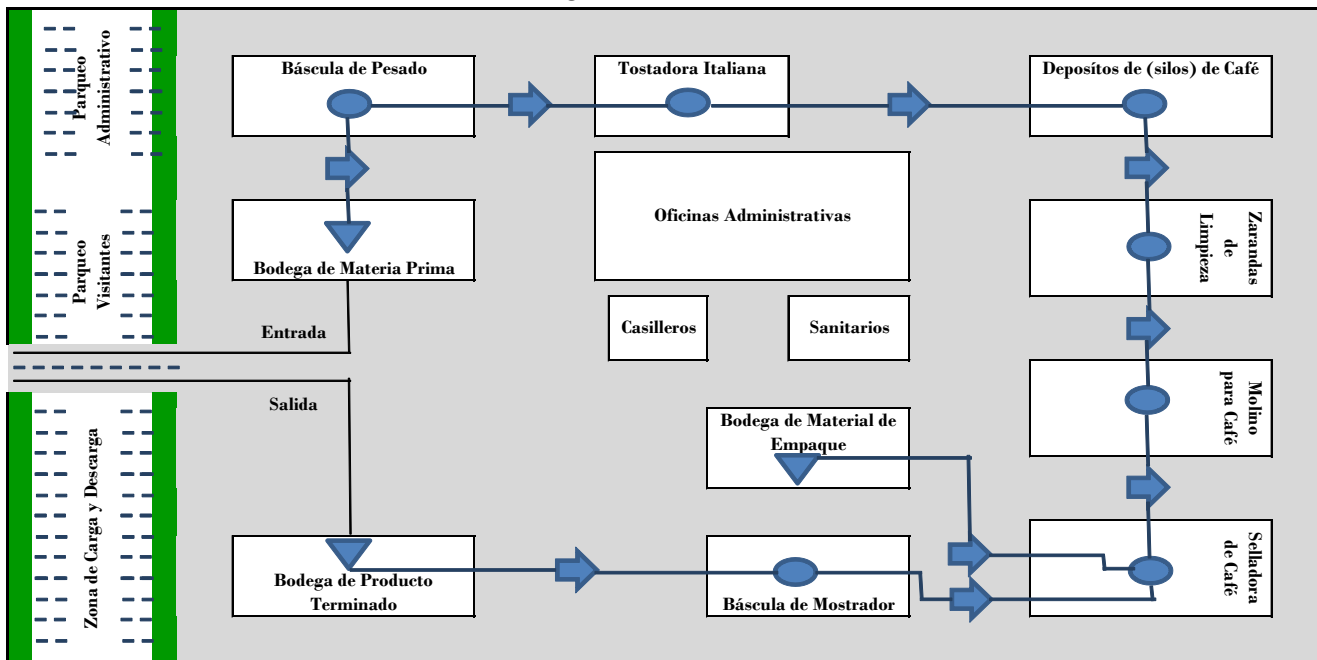 Parqueo
Administrativo
Báscula de Pesado
Tostadora Italiana
Deposítos de (silos) de Café
Parqueo
Visitantes
Bodega de Materia Prima
Oficinas Administrativas
Zarandas
de
Limpieza
Entrada
Casilleros
Sanitarios
Salida
Molino
para Café
Bodega de Material de
Empaque
Zona de Carga y Descarga
Bodega de Producto
Terminado
Báscula de Mostrador
Selladora
de Café